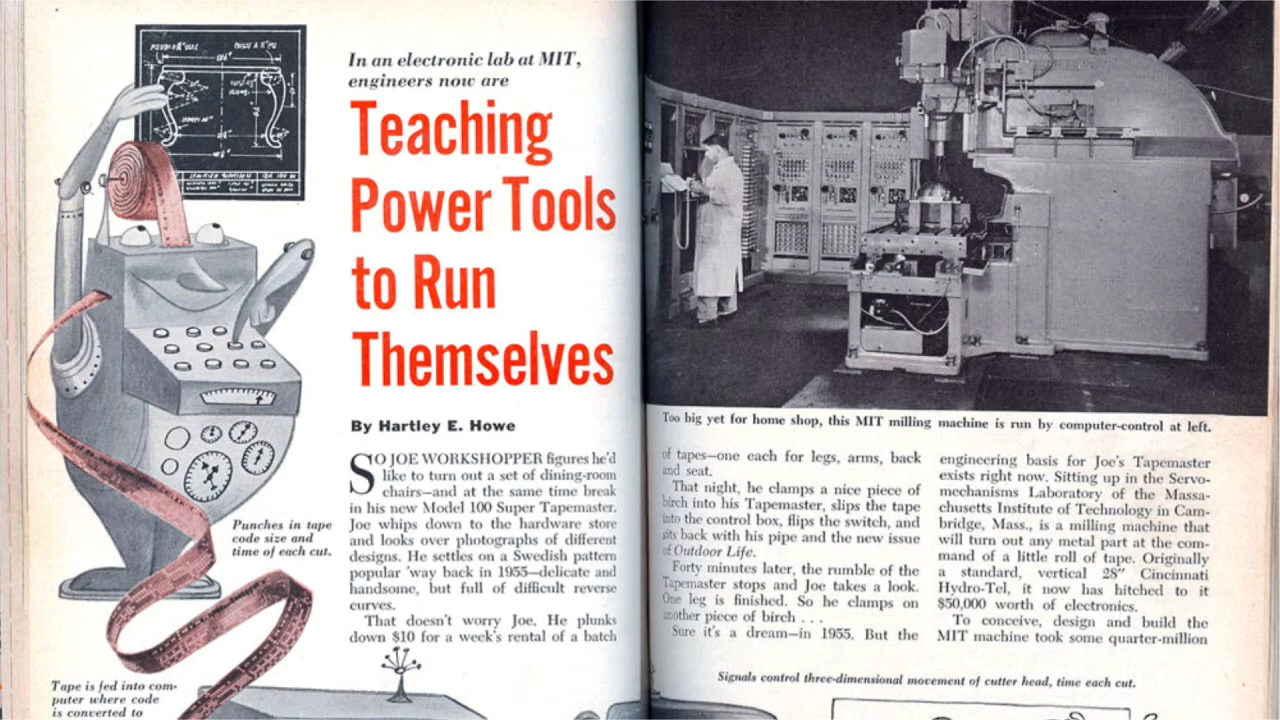 In an electronic lab at MIT,
engineers now are
Teaching
Power Tools
to Run
Themselves
By Hartley E. Howe
SO JOE WORKSHOPPER figures he'd
like to turn out a set of dining-room
chairs—and at the same time break
in his new Model 100 Super Tapemaster.
Joe whips down to the hardware store
and looks over photographs of different
designs. He settles on a Swedish pattern
popular 'way back in 1955—delicate and
handsome, but full of difficult reverse
curves.
That doesn't worry Joe. He plunks
down $10 for a week's rental of a batch
Punches in tape
code size and
time of each cut.
Tape is fed into com-
puter where code
is converted to
Too big yet for home shop, this MIT milling machine is run by computer-control at left.
of tapes—one each for legs, arms, back
and seat.
That night, he clamps a nice piece of
birch into his Tapemaster, slips the tape
into the control box, flips the switch, and
sits back with his pipe and the new issue
of Outdoor Life.
Forty minutes later, the rumble of the
Tapemaster stops and Joe takes a look.
One leg is finished. So he clamps on
another piece of birch . . .
Sure it's a dream—in 1955. But the
engineering basis for Joe's Tapemaster
exists right now. Sitting up in the Servo-
mechanisms Laboratory of the Massa-
chusetts Institute of Technology in Cam-
bridge, Mass., is a milling machine that
will turn out any metal part at the com-
mand of a little roll of tape. Originally
a standard, vertical 28" Cincinnati
Hydro-Tel, it now has hitched to it
$50,000 worth of electronics.
To conceive, design and build the
MIT machine took some quarter-million
Signals control three-dimensional movement of cutter head, time each cut.